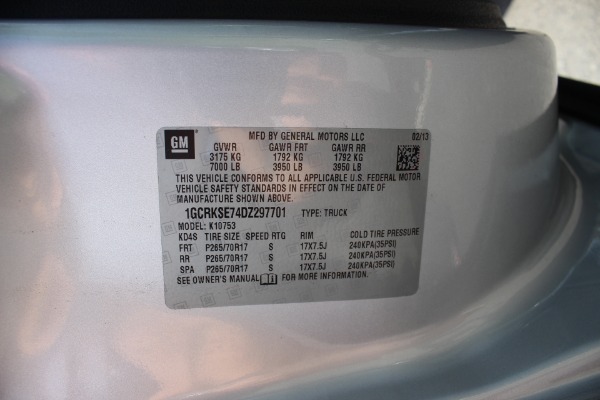 GM
MFD BY GENERAL MOTORS LLC 02/13
GVWR GAWR FRT GAWR RR
3175 KG 1792 KG 1792 KG
7000 LB 3950 LB 3950 LB
THIS VEHICLE CONFORMS TO ALL APPLICABLE U.S. FEDERAL MOTOR
VEHICLE SAFETY STANDARDS IN EFFECT ON THE DATE OF
MANUFACTURE SHOWN ABOVE.
1GCRKSE74DZ297701 TYPE: TRUCK
MODEL: K10753
KD4S TIRE SIZE SPEED RTG RIM COLD TIRE PRESSURE
FRT P265/70R17 S 17X7.5J 240KPA(35PSI)
RR P265/70R17 S 17X7.5J 240KPA(35PSI)
SPA P265/70R17 S 17X7.5J 240KPA(35PSI)
SEE OWNER'S MANUAL FOR MORE INFORMATION.